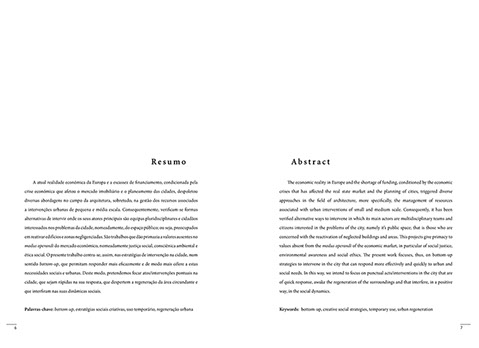 Resumo
A atual realidade económica da Europa e a escassez de financiamento, condicionada pela
crise económica que afetou o mercado imobiliário e o planeamento das cidades, despoletou
diversas abordagens no campo da arquitetura, sobretudo, na gestão dos recursos associados
a intervenções urbanas de pequena e média escala. Consequentemente, verificam-se formas
alternativas de intervir onde os seus atores principais são equipas pluridisciplinares e cidadãos
interessados nos problemas da cidade, nomeadamente, do espaço público; ou seja, preocupados
em reativar edifícios e zonas negligenciadas. São trabalhos que dão primazia a valores ausentes no
modus operandi do mercado económico, nomeadamente justiça social, consciência ambiental e
ética social. O presente trabalho centra-se, assim, nas estratégias de intervenção na cidade, num
sentido bottom-up, que permitam responder mais eficazmente e de modo mais célere a estas
necessidades sociais e urbanas. Deste modo, pretendemos focar atos/intervenções pontuais na
cidade, que sejam rápidas na sua resposta, que despertem a regeneração da área circundante e
que interfiram nas suas dinâmicas sociais.
Palavras-chave: bottom-up, estratégias sociais criativas, uso temporário, regeneração urbana
6
Abstract
The economic reality in Europe and the shortage of funding, conditioned by the economic
crises that has affected the real state market and the planning of cities, triggered diverse
approaches in the field of architecture, more specifically, the management of resources
associated with urban interventions of small and medium scale. Consequently, it has been
verified alternative ways to intervene in which its main actors are multidisciplinary teams and
citizens interested in the problems of the city, namely it's public space; that is those who are
concerned with the reactivation of neglected buildings and areas. This projects give primacy to
values absent from the modus operandi of the economic market, in particular of social justice,
environmental awareness and social ethics. The present work focuses, thus, on bottom-up
strategies to intervene in the city that can respond more effectively and quickly to urban and
social needs. In this way, we intend to focus on punctual acts/interventions in the city that are
of quick response, awake the regeneration of the surroundings and that interfere, in a positive
way, in the social dynamics.
Keywords: bottom-up, creative social strategies, temporary use, urban regeneration
7